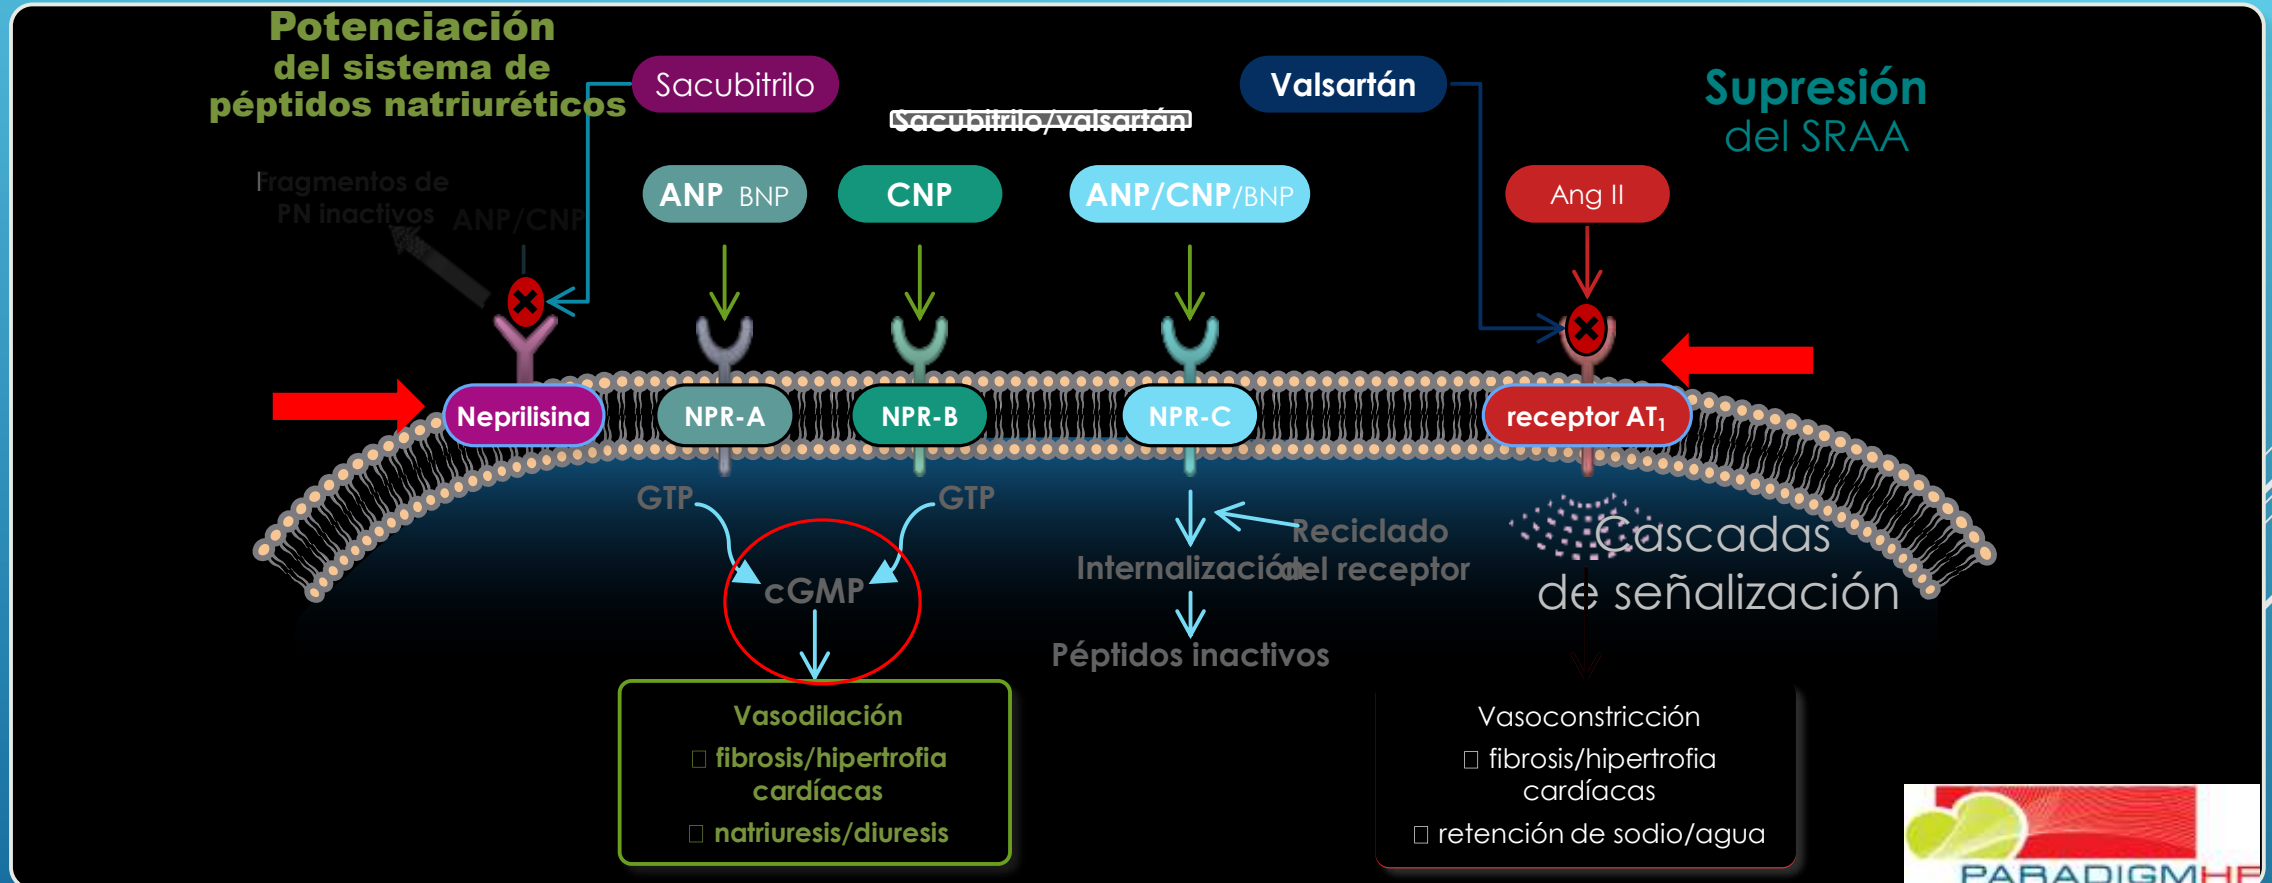 Potenciación
del sistema de
péptidos natriuréticos
Sacubitrilo
Sacubitrilo/valsartán
Valsartán
Supresión
del SRAA
Fragmentos de
PN inactivos
ANP/CNP
ANP BNP
CNP
ANP/CNP/BNP
Ang II
Neprilisina
NPR-A
NPR-B
NPR-C
receptor AT₁
GTP
GTP
cGMP
Reciclado
del receptor
Internalización
Péptidos inactivos
Cascadas
de señalización
Vasodilación
□ fibrosis/hipertrofia
cardíacas
□ natriuresis/diuresis
Vasoconstricción
□ fibrosis/hipertrofia
cardíacas
□ retención de sodio/agua
PARADIGMHF